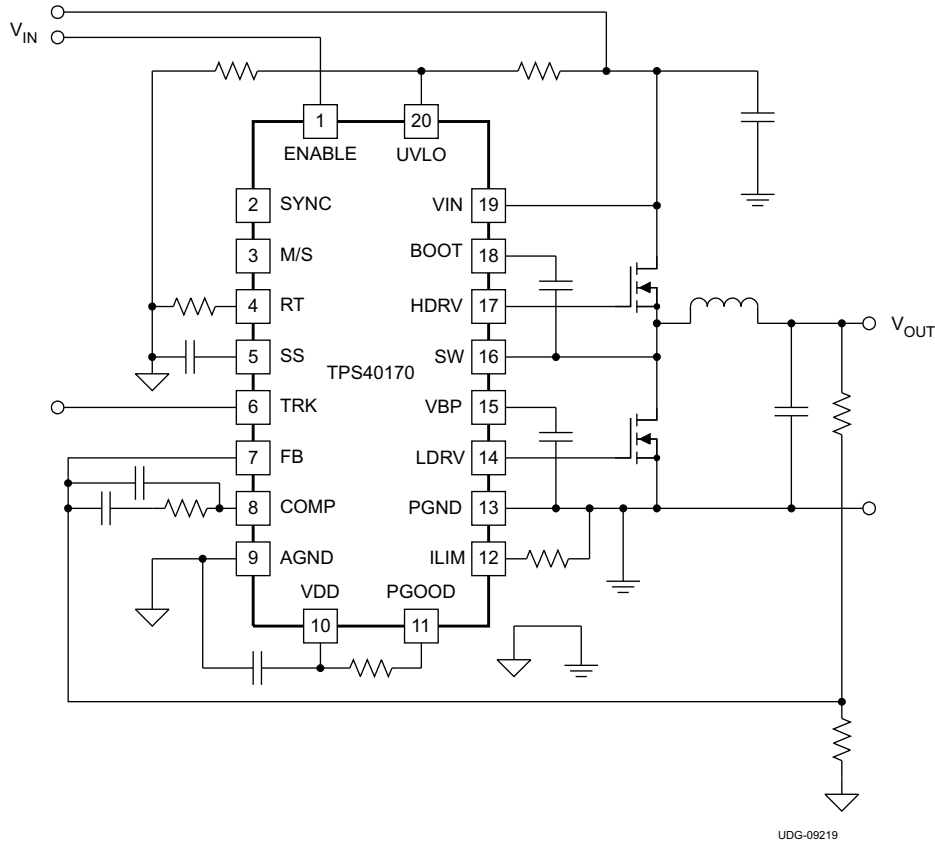 V_IN
1
20
ENABLE
UVLO
2
SYNC
VIN
19
3
M/S
BOOT
18
4
RT
HDRV
17
5
SS
SW
16
TPS40170
6
TRK
VBP
15
7
FB
LDRV
14
8
COMP
PGND
13
9
AGND
ILIM
12
VDD
PGOOD
10
11
V_OUT
UDG-09219